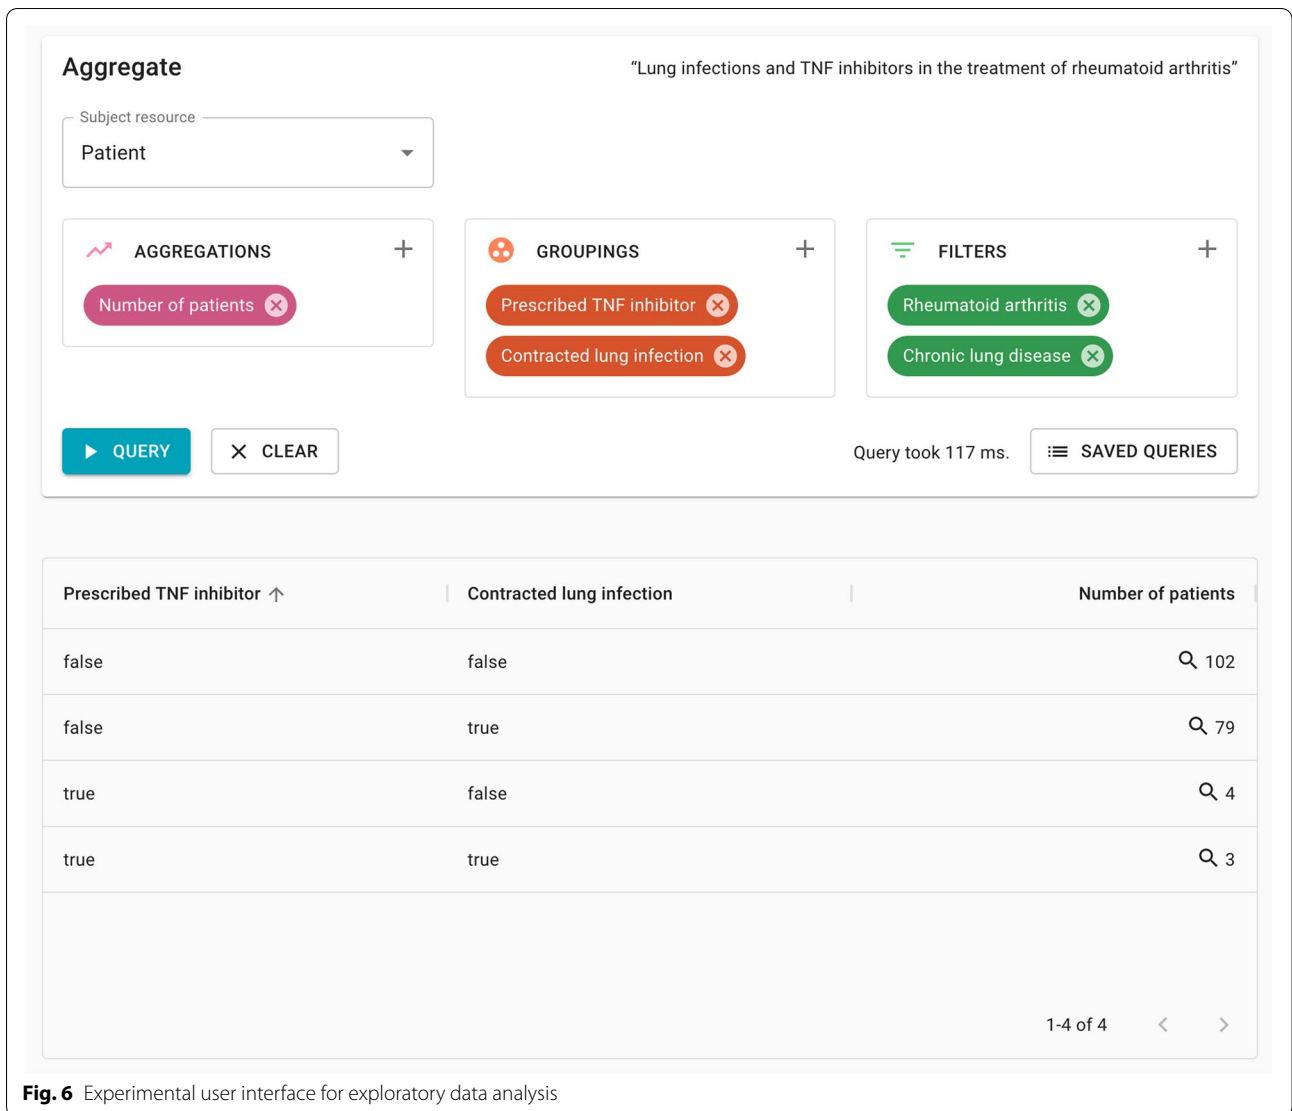 Aggregate
“Lung infections and TNF inhibitors in the treatment of rheumatoid arthritis”
Subject resource
Patient
AGGREGATIONS
Number of patients
GROUPINGS
Prescribed TNF inhibitor
Contracted lung infection
FILTERS
Rheumatoid arthritis
Chronic lung disease
QUERY
CLEAR
Query took 117 ms.
SAVED QUERIES
Prescribed TNF inhibitor Contracted lung infection Number of patients
false false 102
false true 79
true false 4
true true 3
1-4 of 4
Fig. 6 Experimental user interface for exploratory data analysis